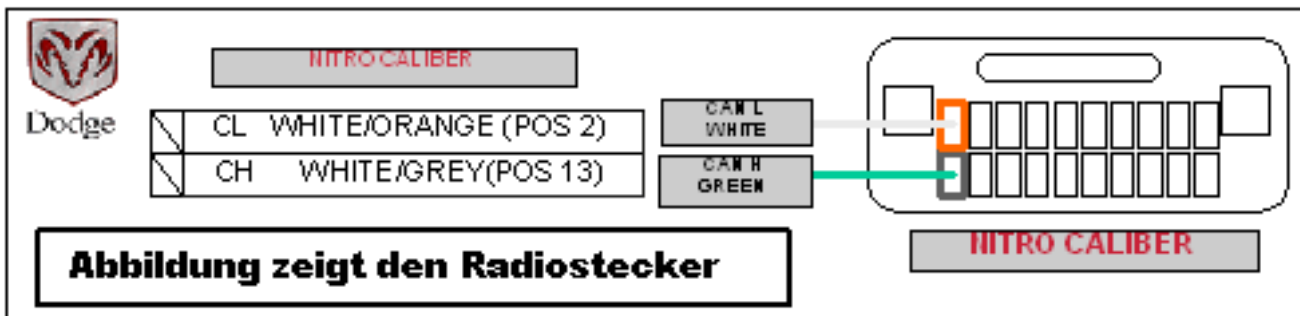 NITRO CALIBER
Dodge
CL WHITE/ORANGE (POS 2)
CH WHITE/GREY(POS 13)
CAN L
WHITE
CAN H
GREEN
NITRO CALIBER
Abbildung zeigt den Radiostecker